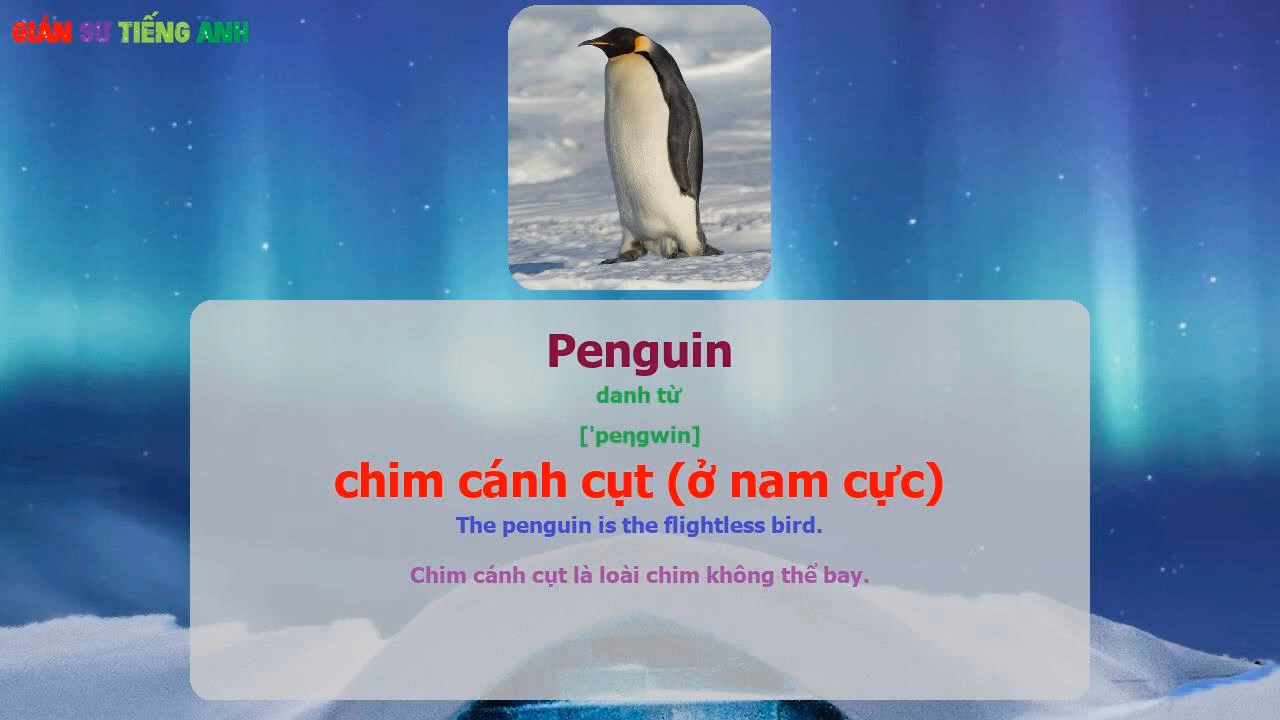 GIÁN SƯ TIẾNG ANH
Penguin
danh từ
['peƞgwin]
chim cánh cụt (ở nam cực)
The penguin is the flightless bird.
Chim cánh cụt là loài chim không thể bay.